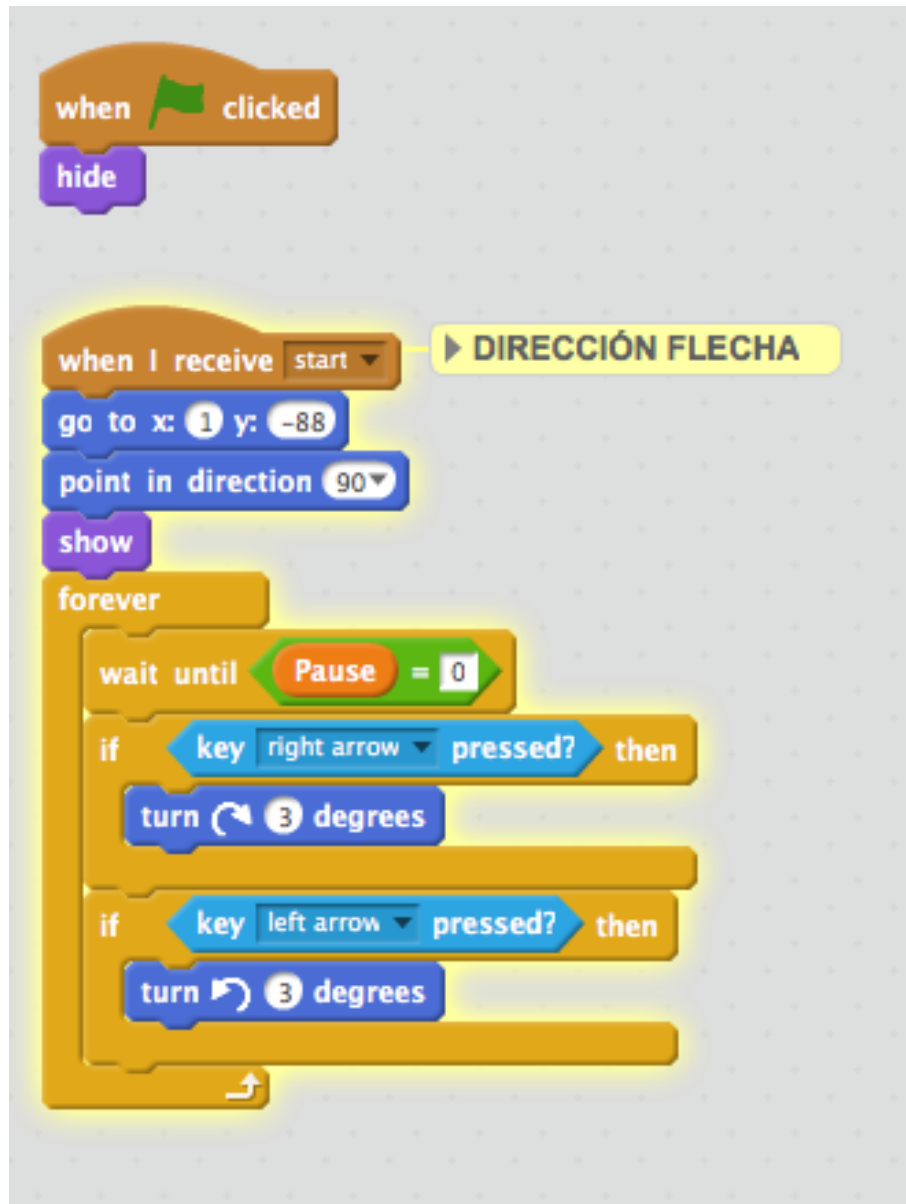 when clicked
hide
when I receive start
DIRECCIÓN FLECHA
go to x: 1 y: -88
point in direction 90
show
forever
wait until Pause = 0
if key right arrow pressed? then
turn 3 degrees
if key left arrow pressed? then
turn 3 degrees